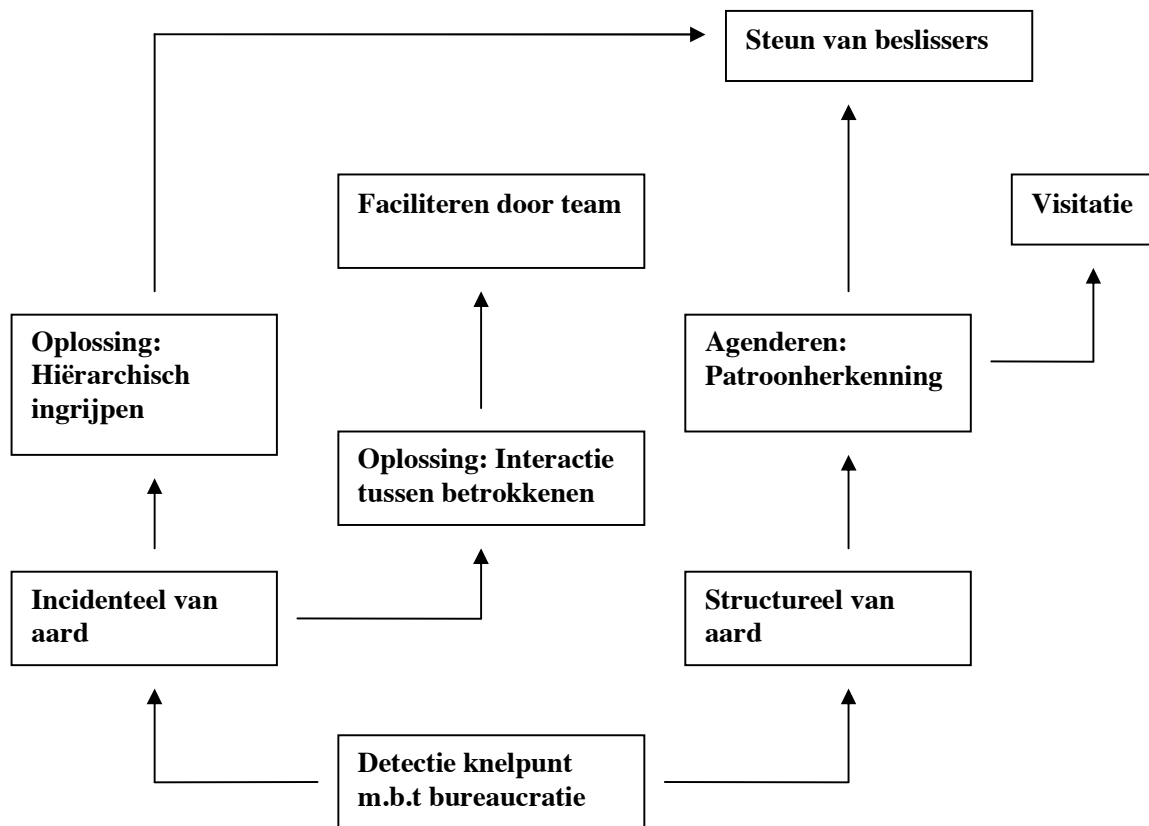 Steun van beslissers
Faciliteren door team
Visitatie
Oplossing:
Hiërarchisch
ingrijpen
Agenderen:
Patroonherkenning
Oplossing: Interactie
tussen betrokkenen
Incidenteel van
aard
Structureel van
aard
Detectie knelpunt
m.b.t bureaucratie